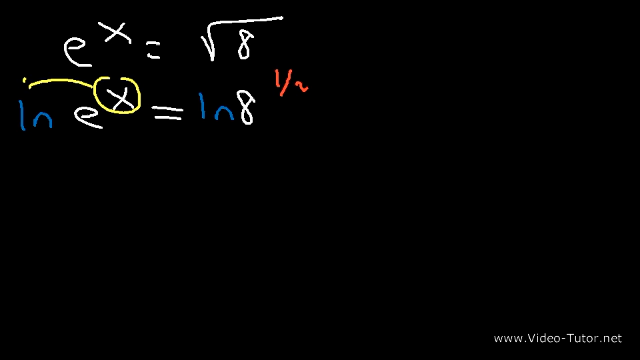 e^x = √8
ln e^x = ln 8^1/2
www.Video-Tutor.net